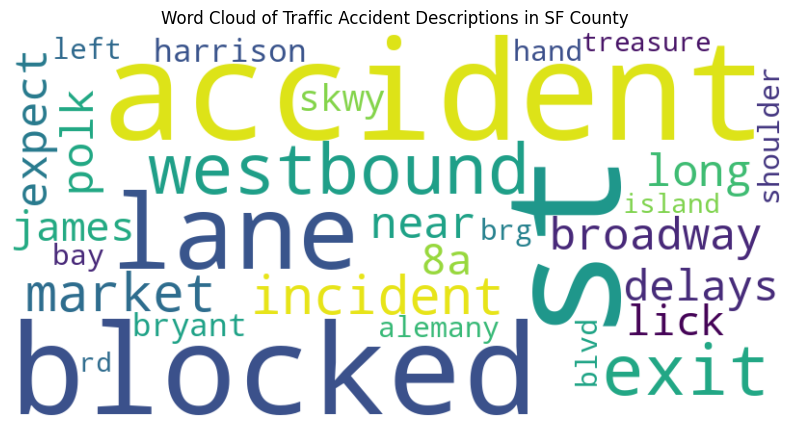 Word Cloud of Traffic Accident Descriptions in SF County
left
harrison
hand
treasure
accident
expect
polk
skwy
shoulder
westbound
st
long
island
james
lane
near
brg
broadway
bay
8a
market
incident
delays
bryant
alemany
lick
blocked
rd
blvd
exit